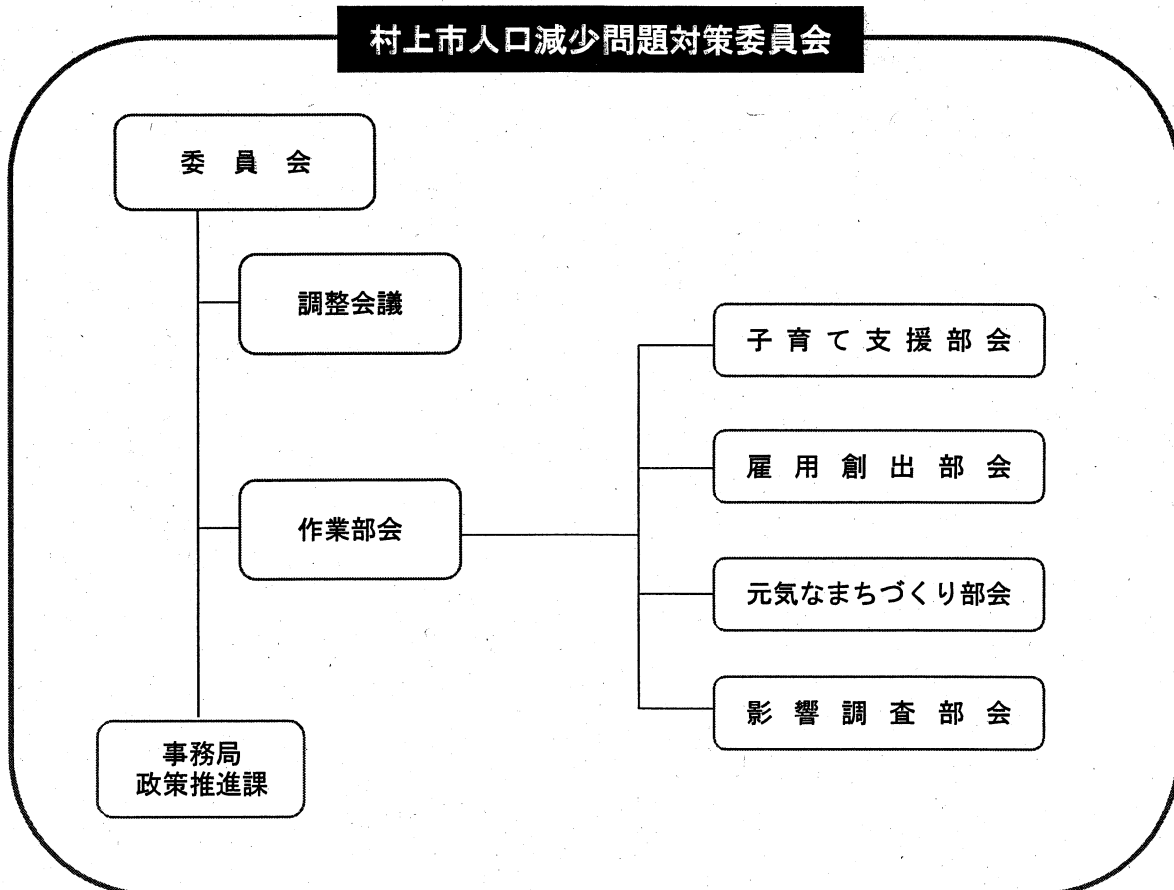 村上市人口減少問題対策委員会
委員会
調整会議
作業部会
子育て支援部会
雇用創出部会
元気なまちづくり部会
影響調査部会
事務局
政策推進課